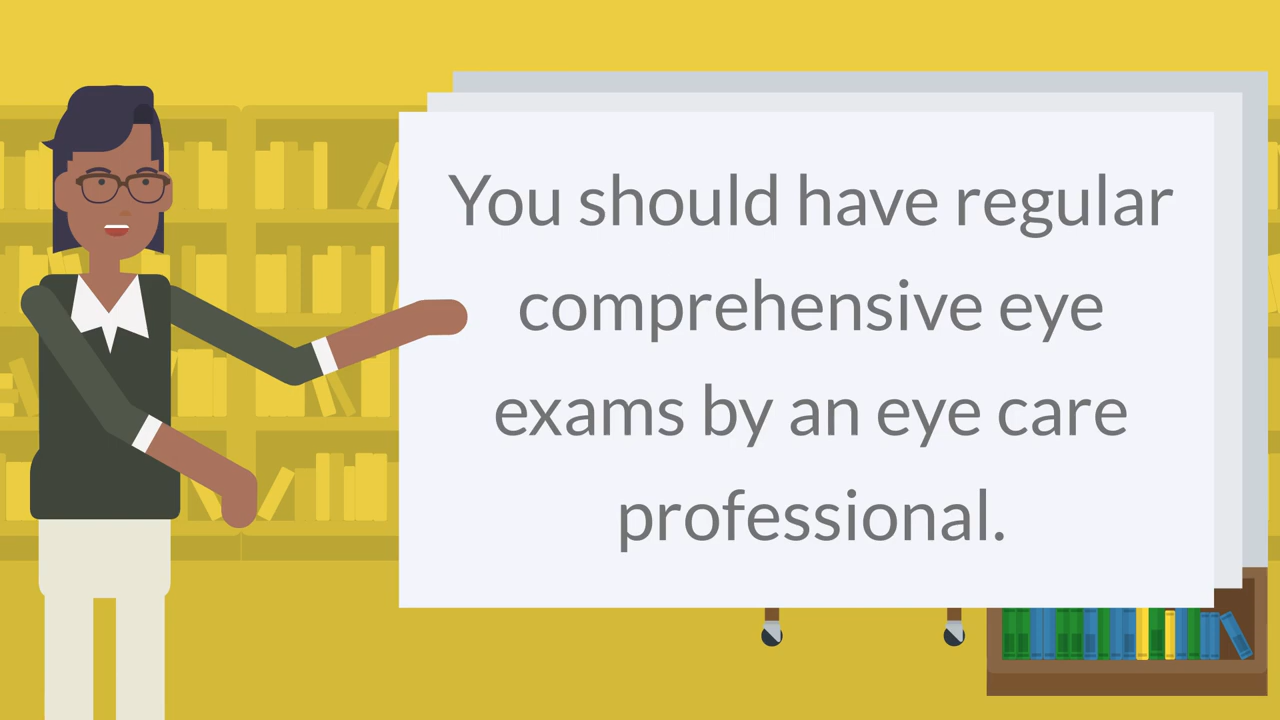 You should have regular
comprehensive eye
exams by an eye care
professional.